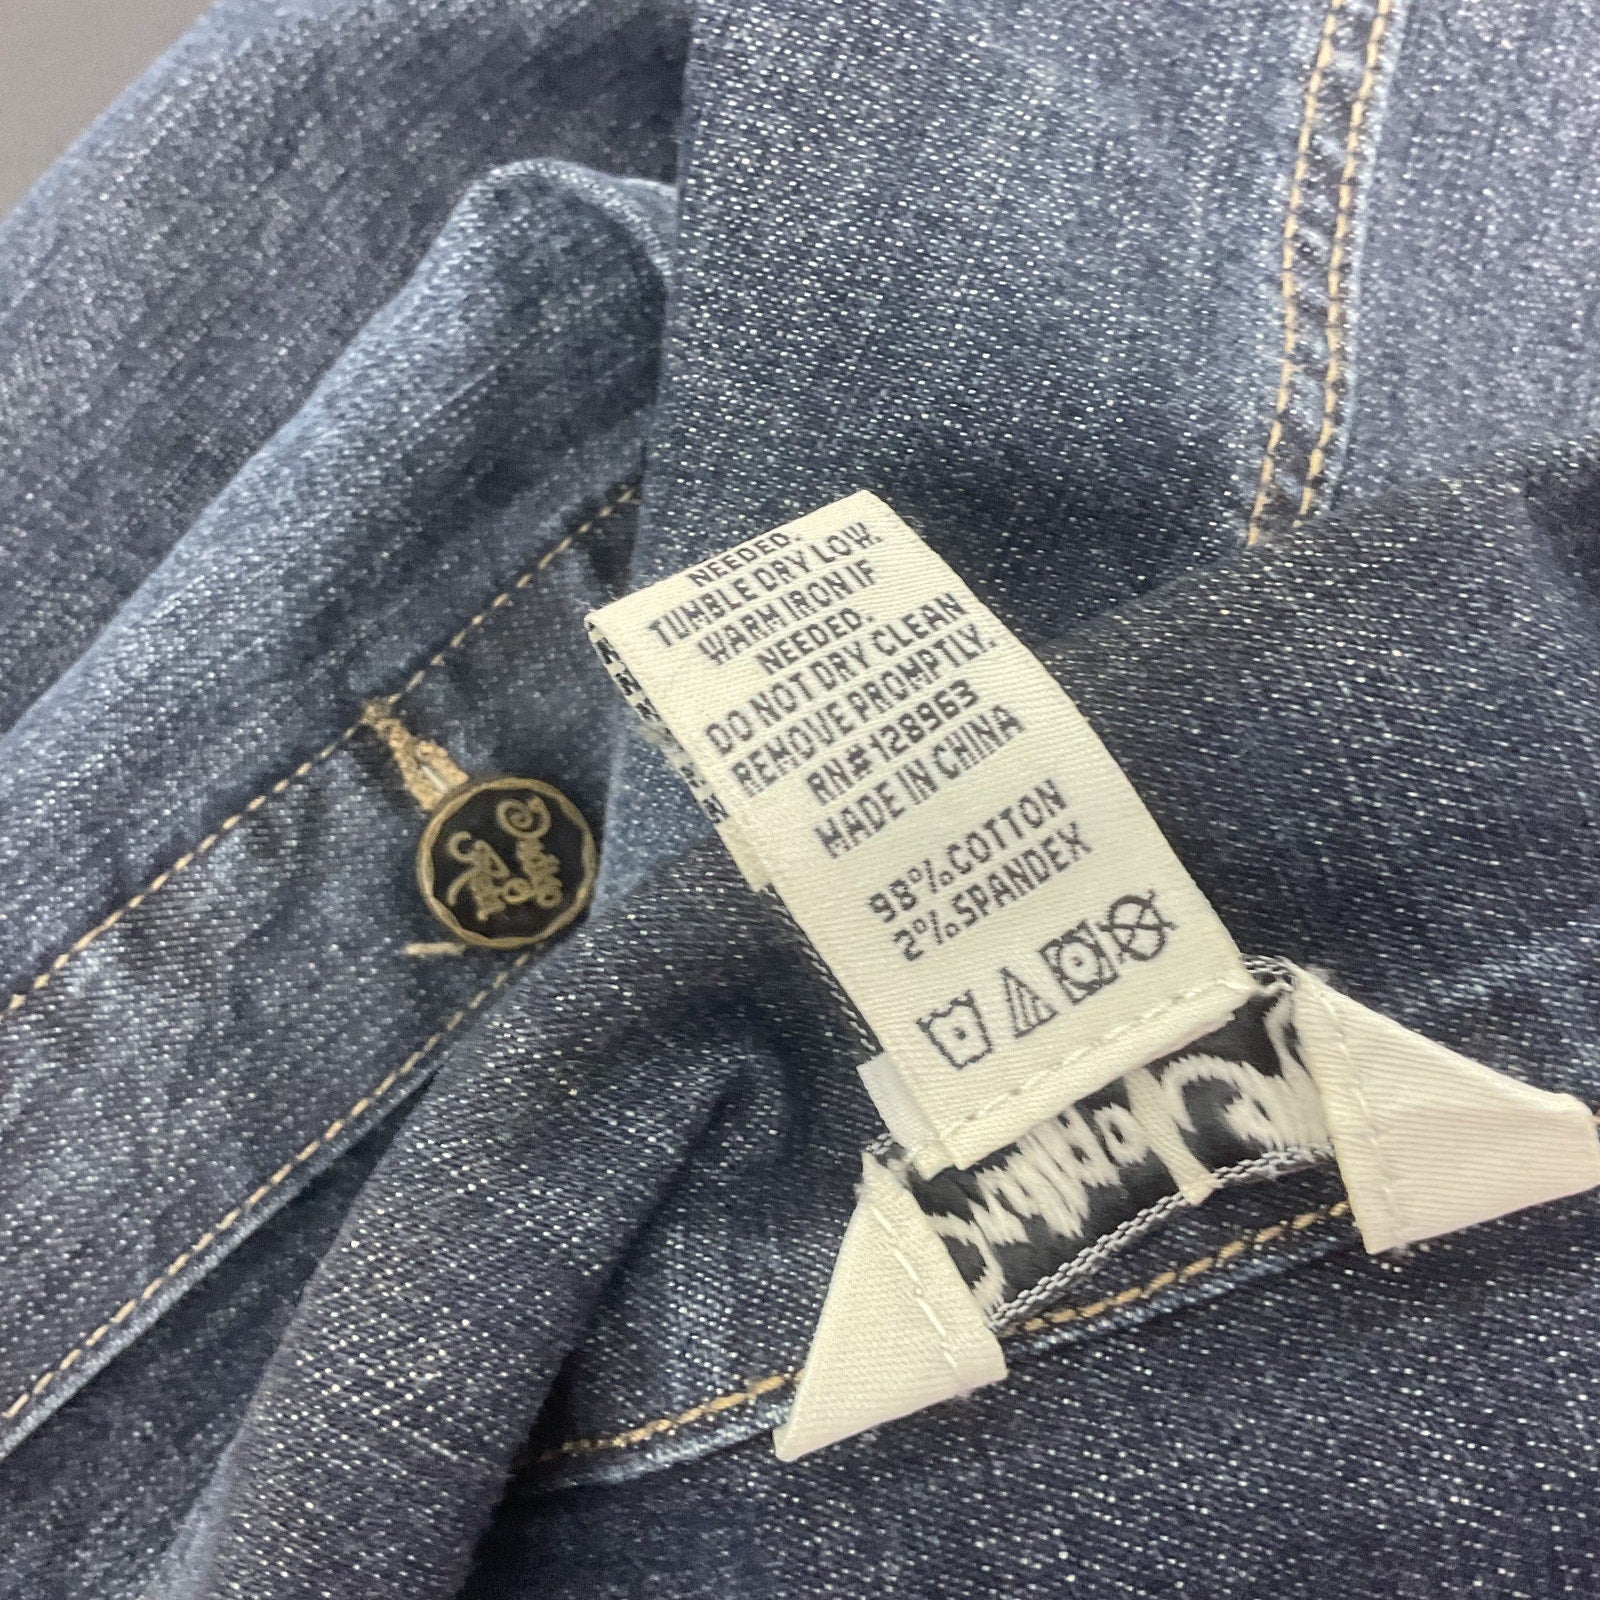 NEEDED.
TUMBLE DRY LOW.
WARM IRON IF
NEEDED.
DO NOT DRY CLEAN
REMOVE PROMPTLY.
RN# 128963
MADE IN CHINA
98% COTTON
2% SPANDEX